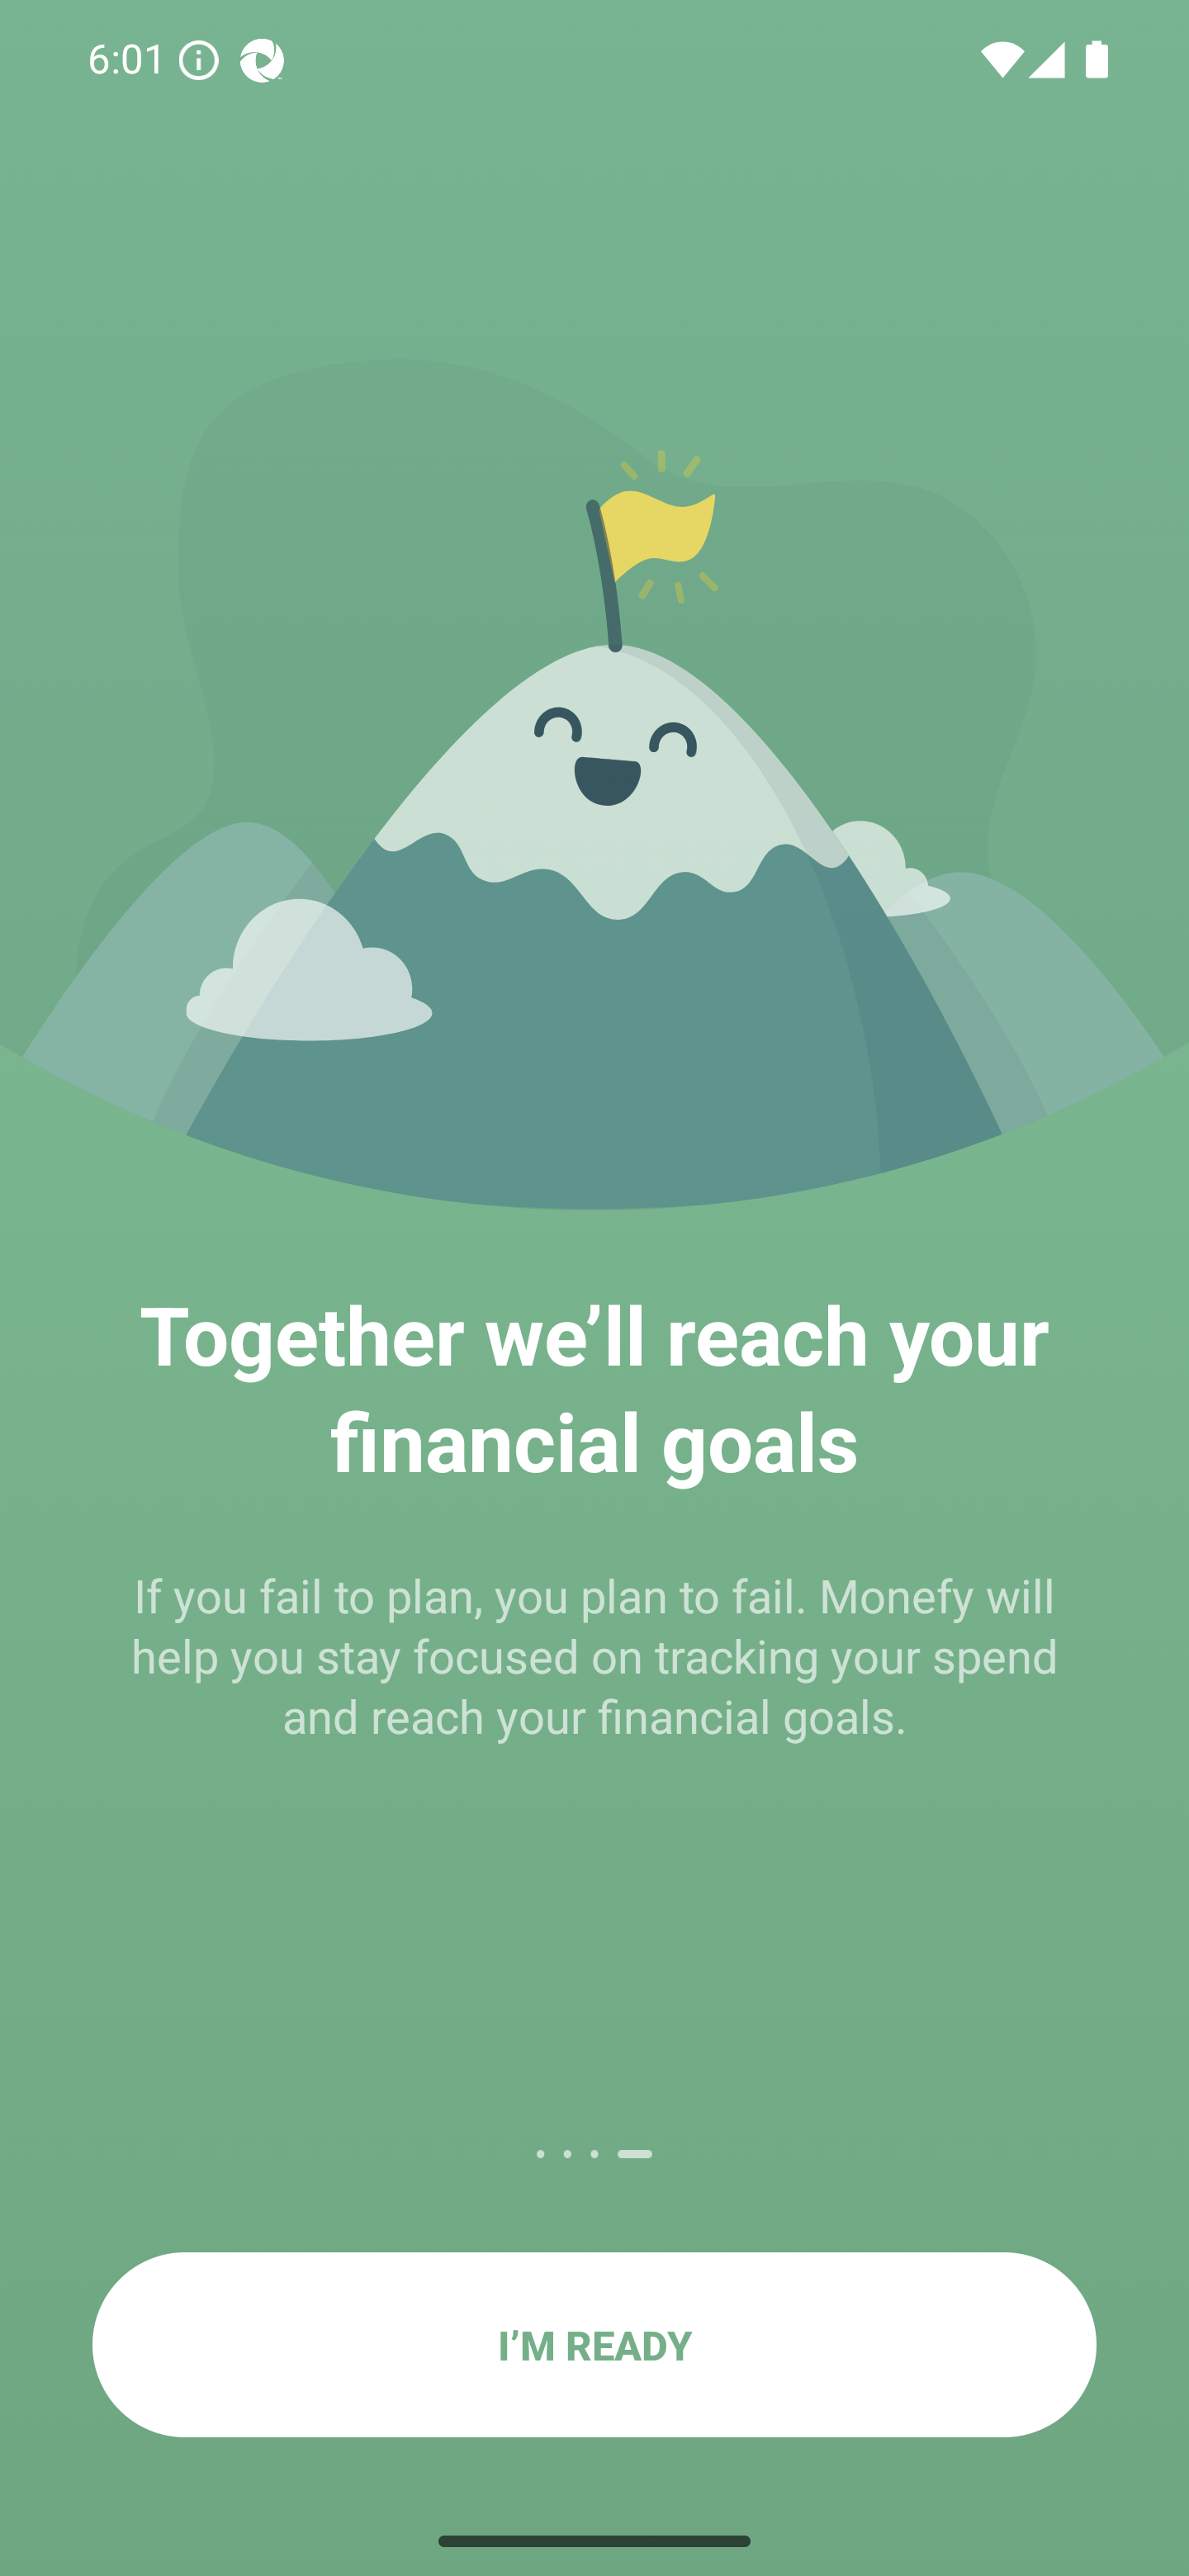 6:01
Together we’ll reach your
financial goals
If you fail to plan, you plan to fail. Monefy will
help you stay focused on tracking your spend
and reach your financial goals.
I’M READY